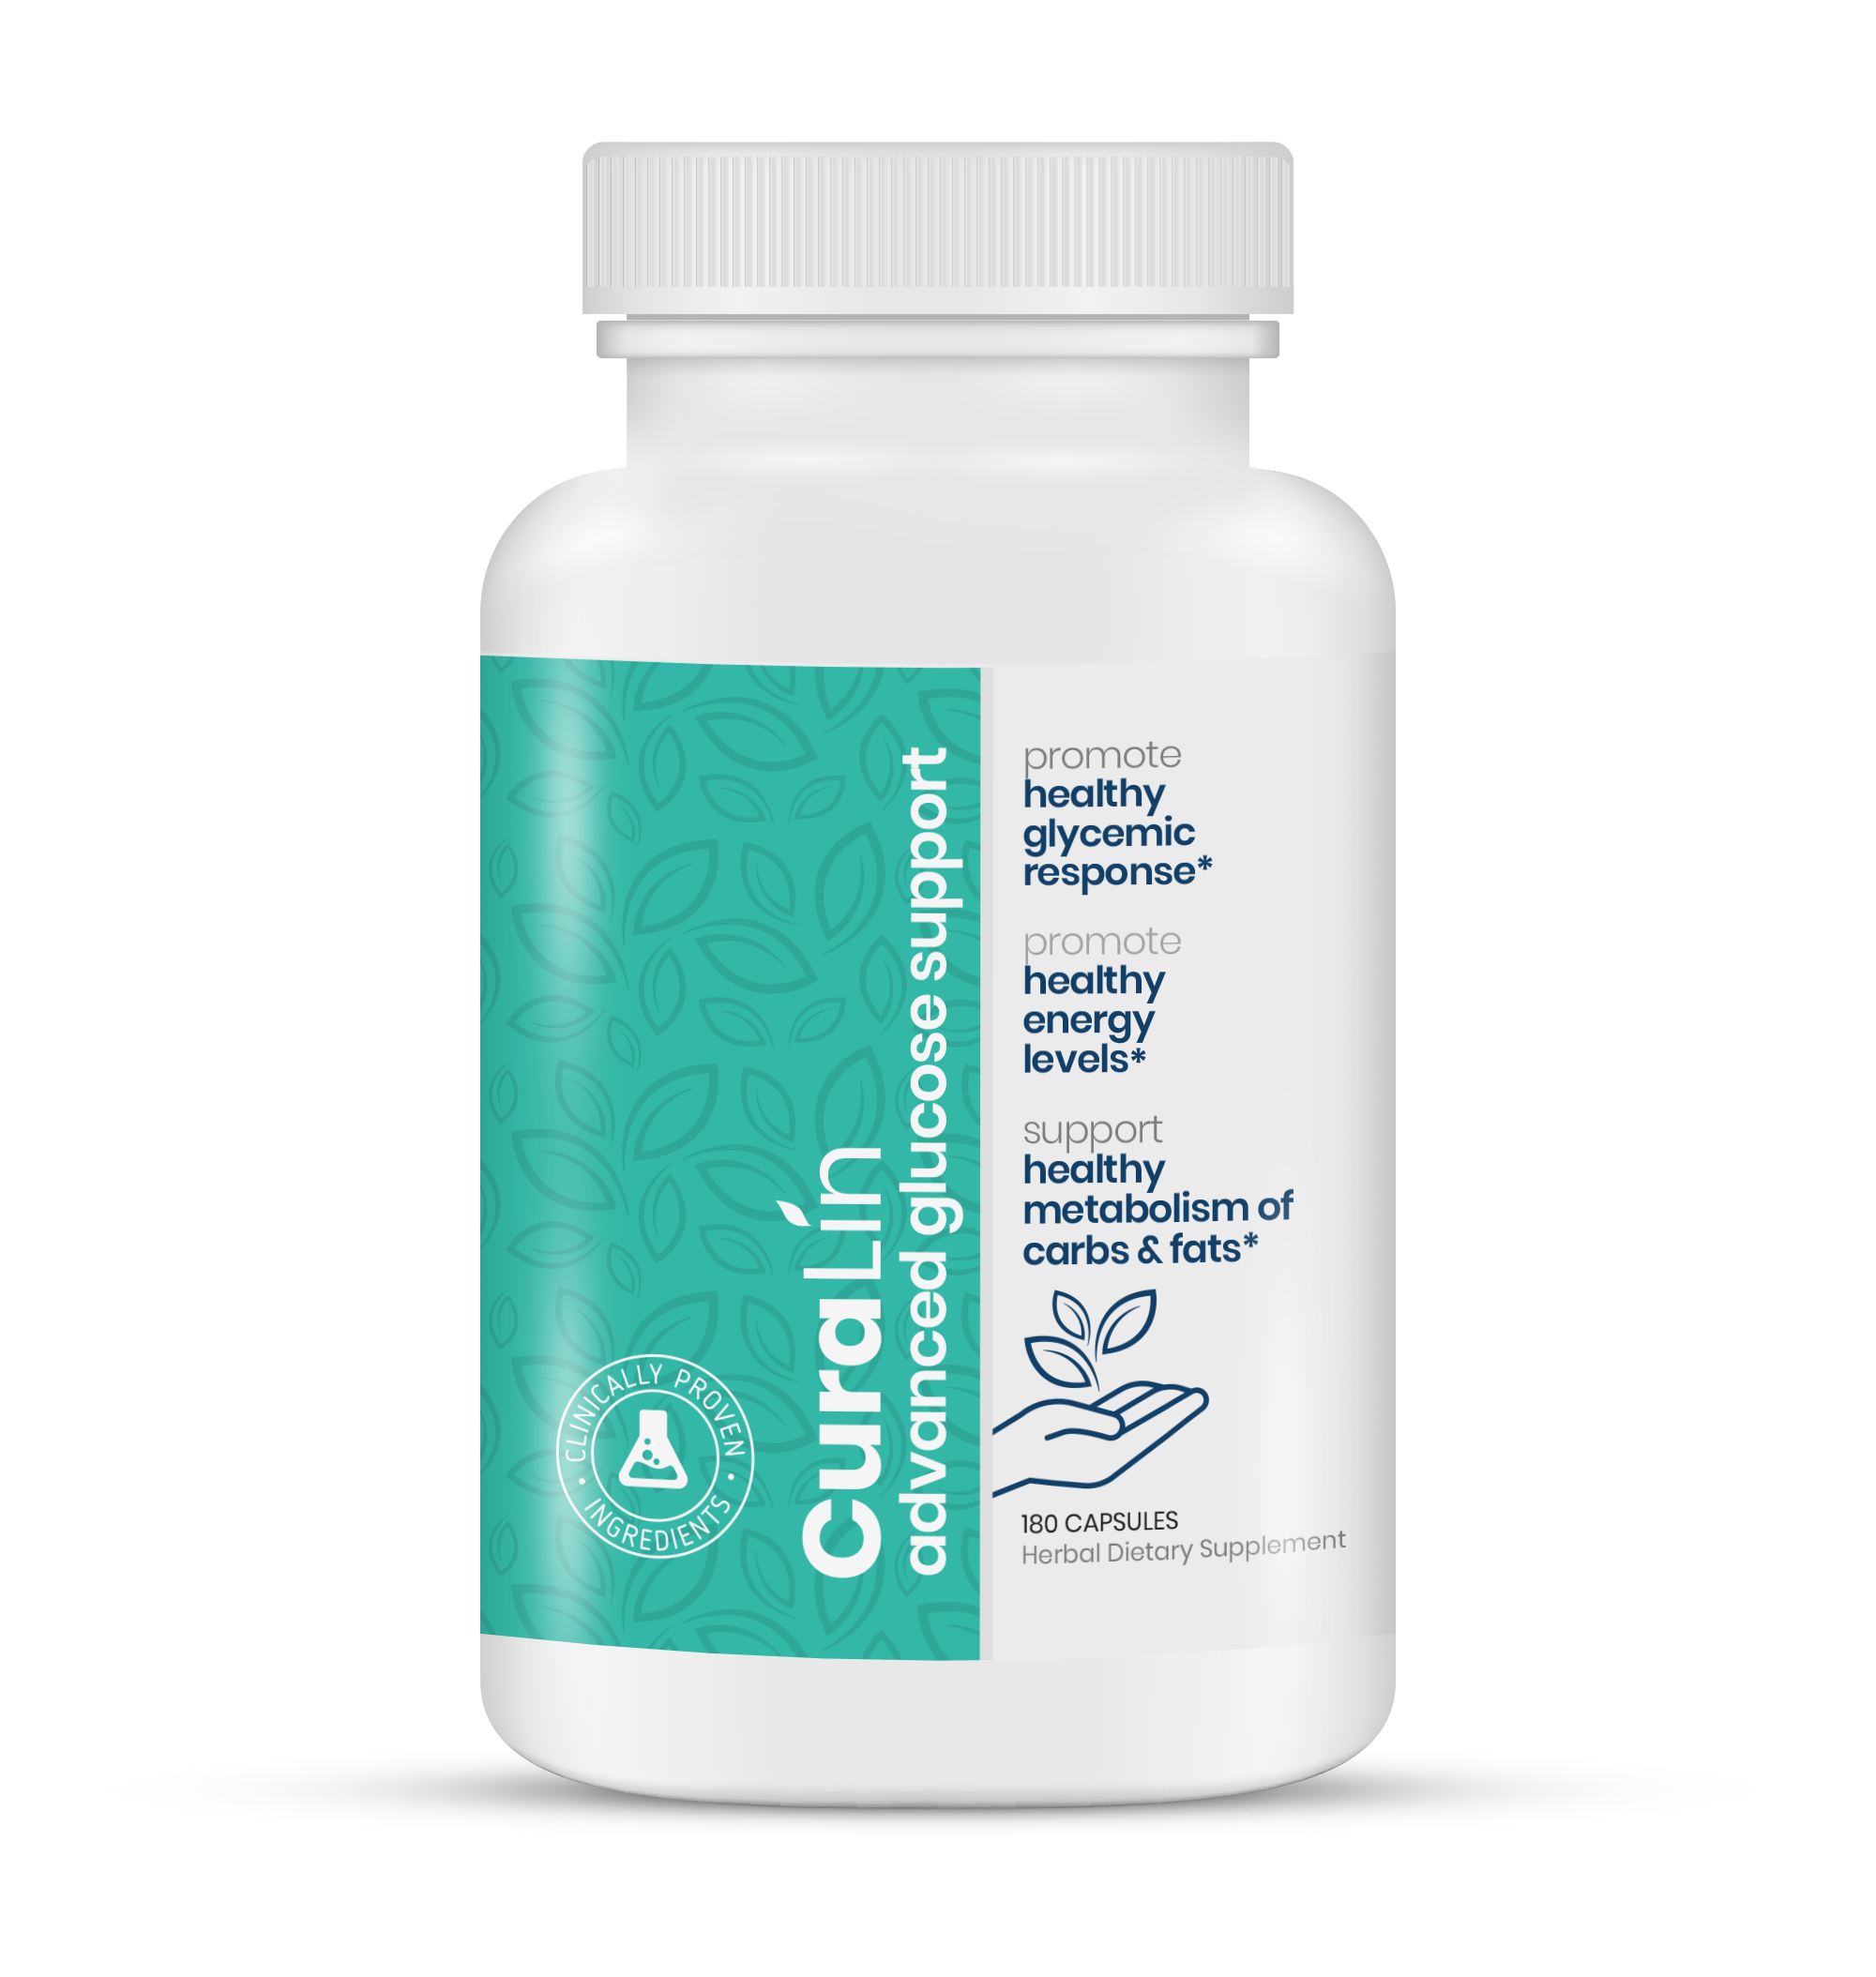 CuraLin
advanced glucose support
CLINICALLY PROVEN
INGREDIENTS
promote
healthy
glycemic
response*
promote
healthy
energy
levels*
support
healthy
metabolism of
carbs & fats*
180 CAPSULES
Herbal Dietary Supplement